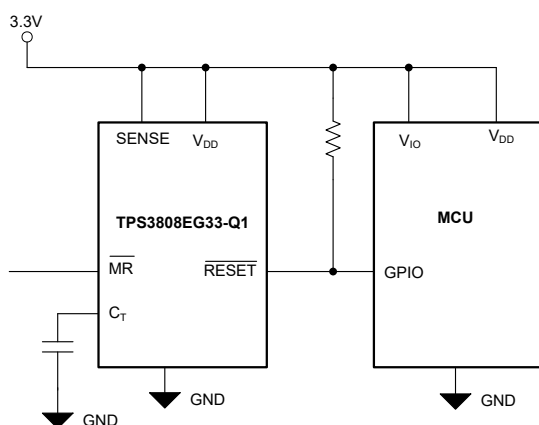 3.3V
SENSE
VDD
VIO
VDD
TPS3808EG33-Q1
MCU
MR
RESET
GPIO
CT
GND
GND
GND